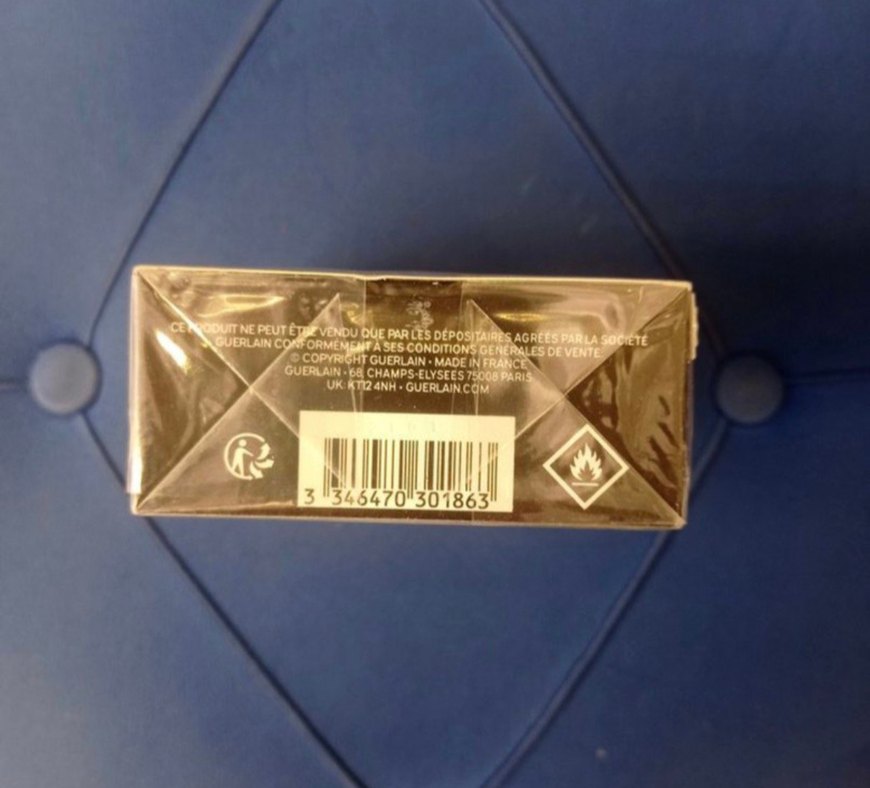 CE PRODUIT NE PEUT ÊTRE VENDU QUE PAR LES DÉPOSITAIRES AGRÉÉS PAR LA SOCIÉTÉ
GUERLAIN CONFORMÉMENT À SES CONDITIONS GÉNÉRALES DE VENTE.
© COPYRIGHT GUERLAIN • MADE IN FRANCE
GUERLAIN • 68, CHAMPS-ELYSEES 75008 PARIS
UK: KT12 4NH • GUERLAIN.COM
3 346470 301863